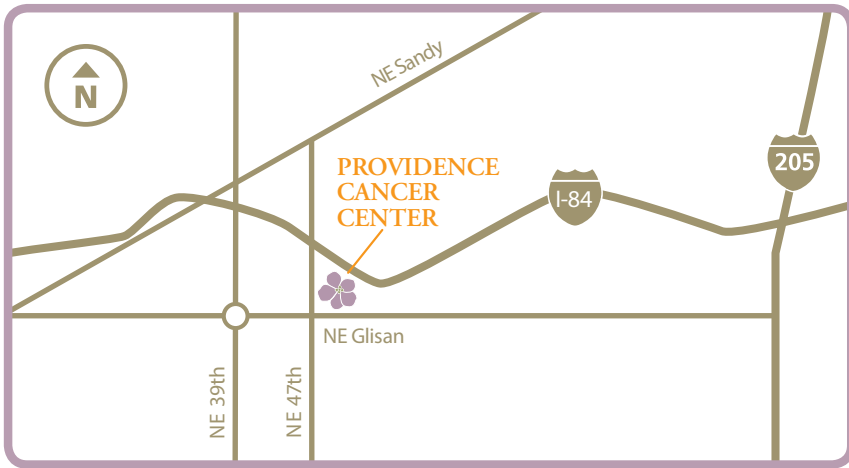 N
NE Sandy
PROVIDENCE
CANCER
CENTER
205
I-84
NE Glisan
NE 39th
NE 47th